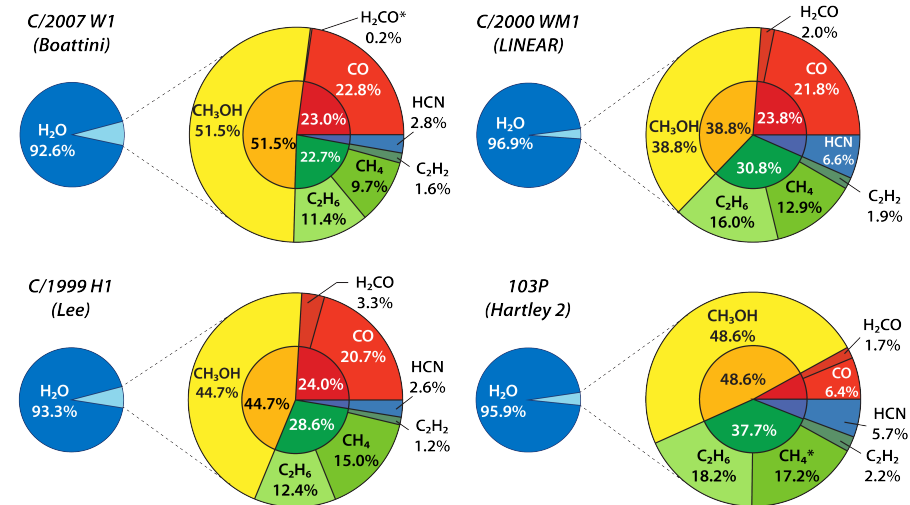 C/2007 W1
(Boattini)
H₂O
92.6%
H₂CO*
0.2%
CO
22.8%
HCN
2.8%
C₂H₂
1.6%
CH₄
9.7%
C₂H₆
11.4%
CH₃OH
51.5%
51.5%
23.0%
22.7%
C/2000 WM1
(LINEAR)
H₂O
96.9%
H₂CO
2.0%
CO
21.8%
HCN
6.6%
C₂H₂
1.9%
CH₄
12.9%
C₂H₆
16.0%
CH₃OH
38.8%
38.8%
23.8%
30.8%
C/1999 H1
(Lee)
H₂O
93.3%
H₂CO
3.3%
CO
20.7%
HCN
2.6%
C₂H₂
1.2%
CH₄
15.0%
C₂H₆
12.4%
CH₃OH
44.7%
44.7%
24.0%
28.6%
103P
(Hartley 2)
H₂O
95.9%
H₂CO
1.7%
CO
6.4%
HCN
5.7%
C₂H₂
2.2%
CH₄*
17.2%
C₂H₆
18.2%
CH₃OH
48.6%
48.6%
37.7%